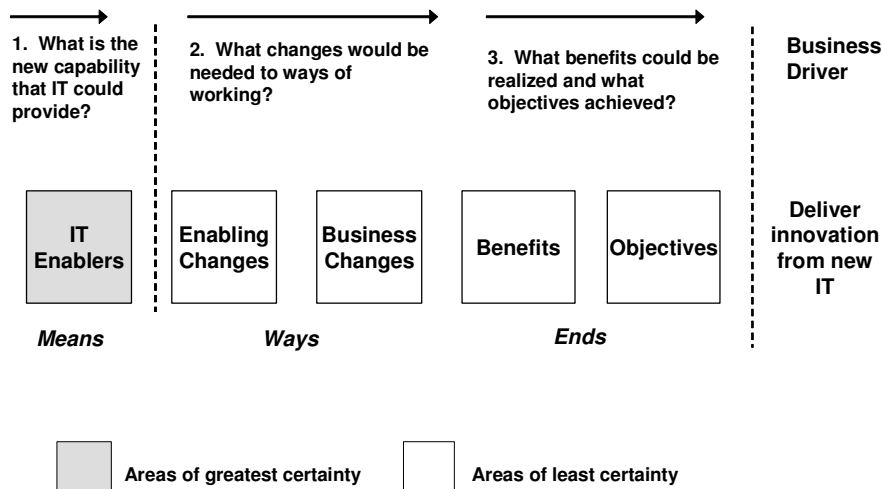 1. What is the
new capability
that IT could
provide?
2. What changes would be
needed to ways of
working?
3. What benefits could be
realized and what
objectives achieved?
Business
Driver
IT
Enablers
Enabling
Changes
Business
Changes
Benefits
Objectives
Deliver
innovation
from new
IT
Means
Ways
Ends
Areas of greatest certainty
Areas of least certainty